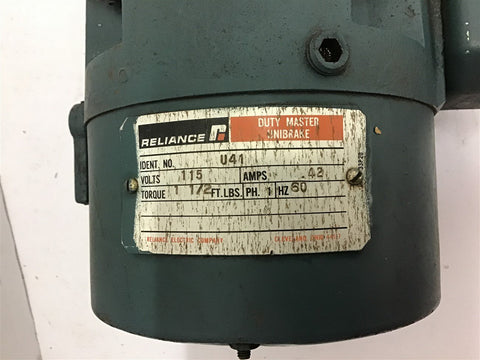 RELIANCE
DUTY MASTER
UNIBRAKE
IDENT. NO. U41
VOLTS 115 AMPS .42
TORQUE 1 1/2 FT.LBS. PH. 1 HZ 60
RELIANCE ELECTRIC COMPANY CLEVELAND, OHIO